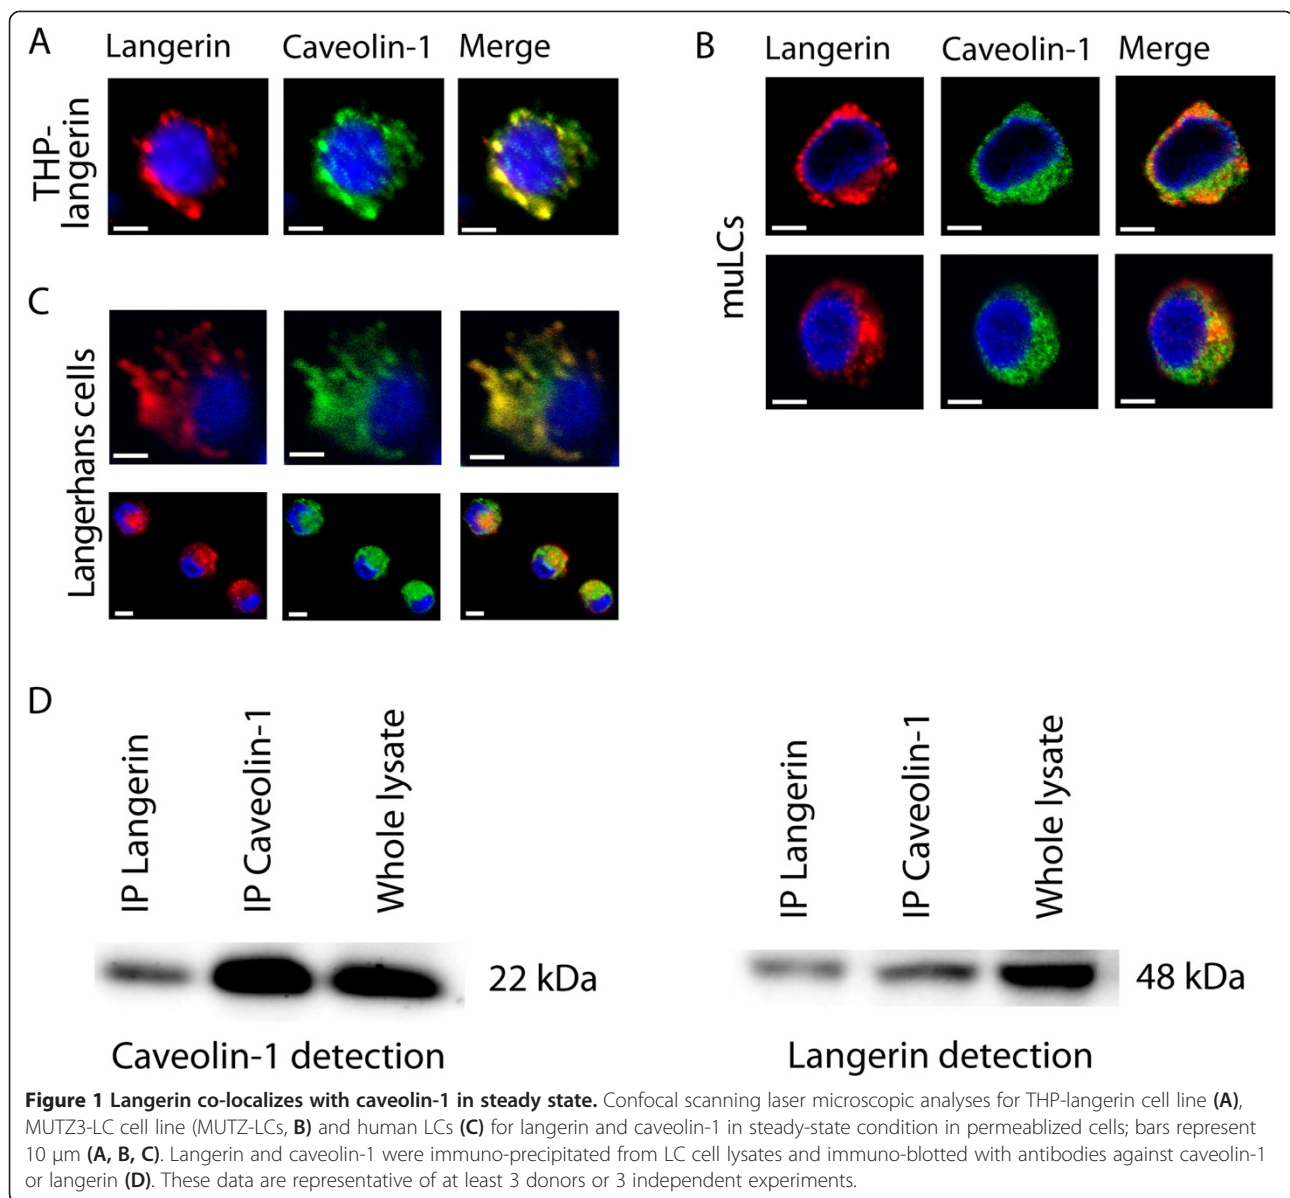 A
Langerin Caveolin-1 Merge
THP-
langerin
B
Langerin Caveolin-1 Merge
muLCs
C
Langerhans cells
D
IP Langerin
IP Caveolin-1
Whole lysate
22 kDa
Caveolin-1 detection
IP Langerin
IP Caveolin-1
Whole lysate
48 kDa
Langerin detection
Figure 1 Langerin co-localizes with caveolin-1 in steady state. Confocal scanning laser microscopic analyses for THP-langerin cell line (A),
MUTZ3-LC cell line (MUTZ-LCs, B) and human LCs (C) for langerin and caveolin-1 in steady-state condition in permeablized cells; bars represent
10 μm (A, B, C). Langerin and caveolin-1 were immuno-precipitated from LC cell lysates and immuno-blotted with antibodies against caveolin-1
or langerin (D). These data are representative of at least 3 donors or 3 independent experiments.